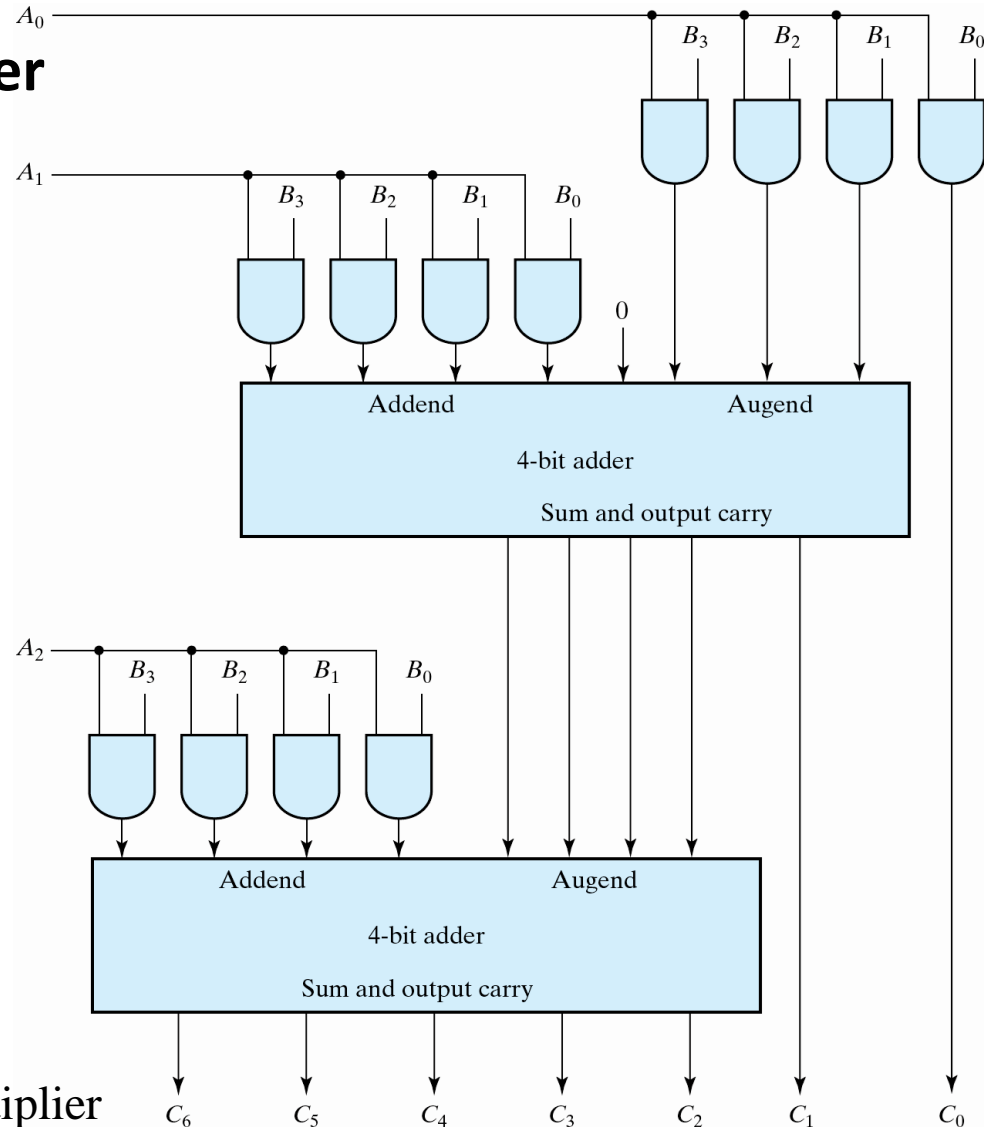 A₀
B₃ B₂ B₁ B₀
er
A₁
B₃ B₂ B₁ B₀
0
Addend Augend
4-bit adder
Sum and output carry
A₂
B₃ B₂ B₁ B₀
Addend Augend
4-bit adder
Sum and output carry
tiplier
C₆ C₅ C₄ C₃ C₂ C₁ C₀